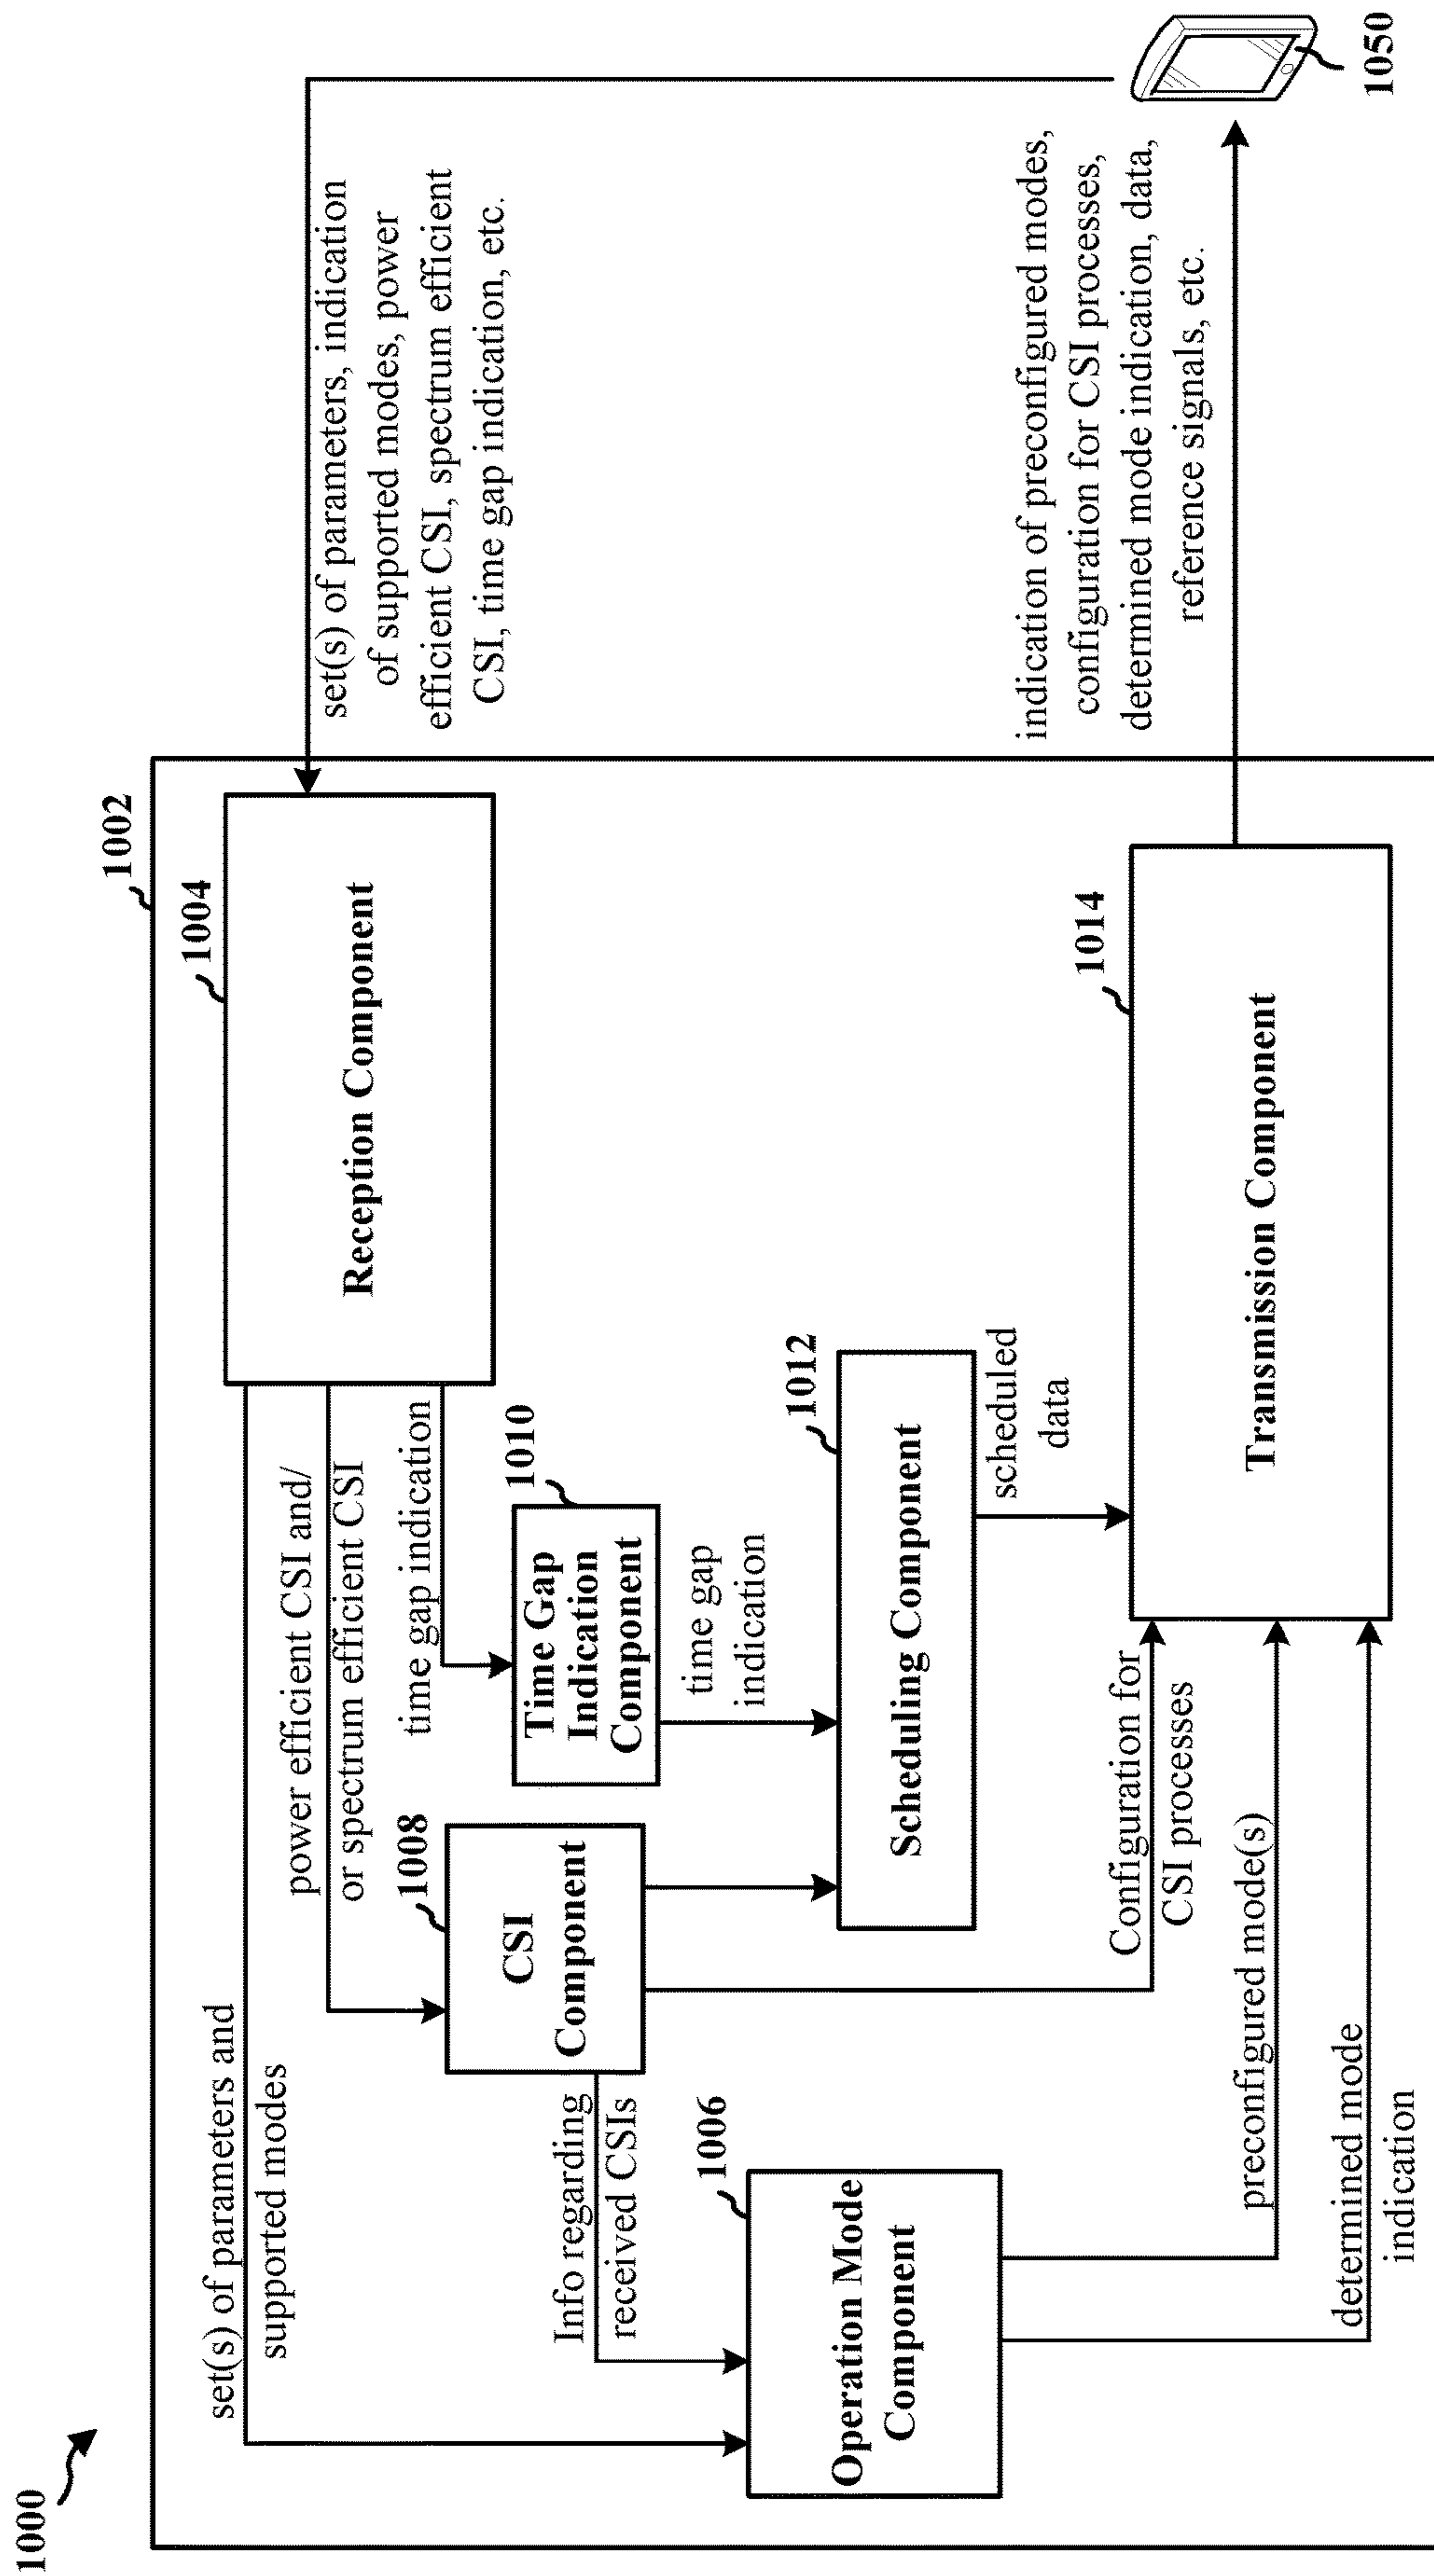 1000
1002
1004
Reception Component
set(s) of parameters, indication
of supported modes, power
efficient CSI, spectrum efficient
CSI, time gap indication, etc.
set(s) of parameters and
supported modes
power efficient CSI and/
or spectrum efficient CSI
time gap indication
1008
CSI
Component
1010
Time Gap
Indication
Component
Info regarding
received CSIs
time gap
indication
1006
Operation Mode
Component
1012
Scheduling Component
scheduled
data
1014
Transmission Component
Configuration for
CSI processes
preconfigured mode(s)
determined mode
indication
indication of preconfigured modes,
configuration for CSI processes,
determined mode indication, data,
reference signals, etc.
1050